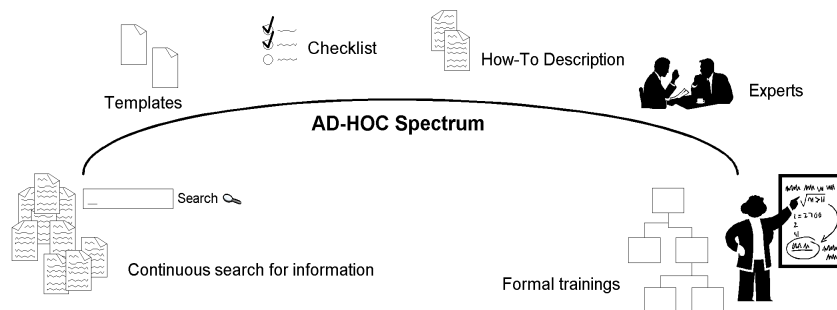 Checklist
How-To Description
Templates
Experts
AD-HOC Spectrum
Search
Continuous search for information
Formal trainings